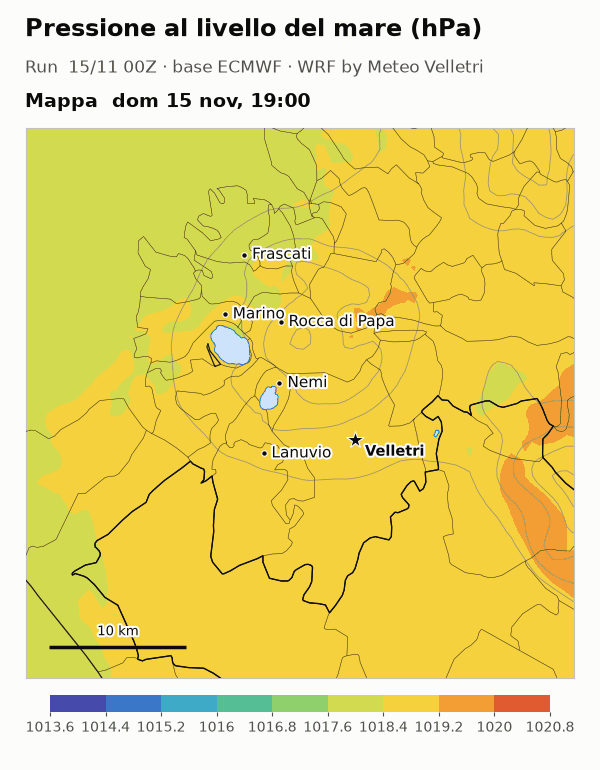 Pressione al livello del mare (hPa)
Run  15/11 00Z · base ECMWF · WRF by Meteo Velletri
Mappa  dom 15 nov, 19:00
Frascati
Marino
Rocca di Papa
Nemi
Velletri
Lanuvio
10 km
1013.6 1014.4 1015.2 1016 1016.8 1017.6 1018.4 1019.2 1020 1020.8